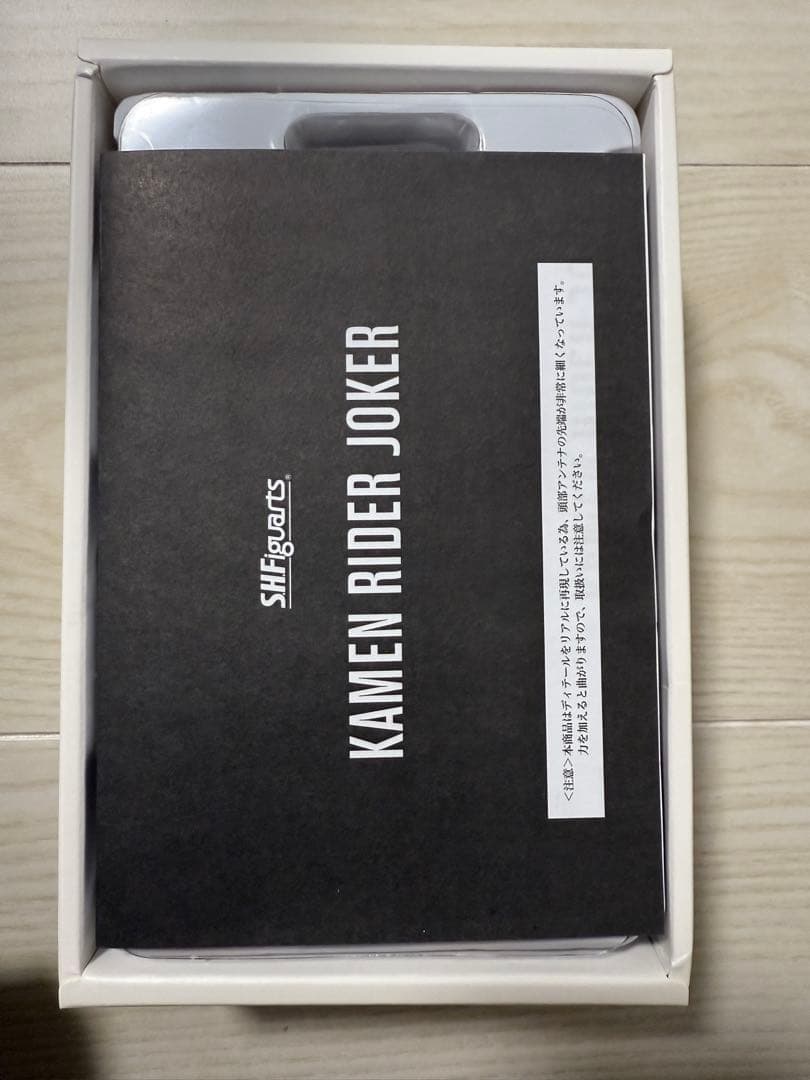 S.H.Figuarts®
KAMEN RIDER JOKER
<注意>本商品はディテールをリアルに再現している為、頭部アンテナの先端が非常に細くなっています。
力を加えると曲がりますので、取扱いには注意してください。